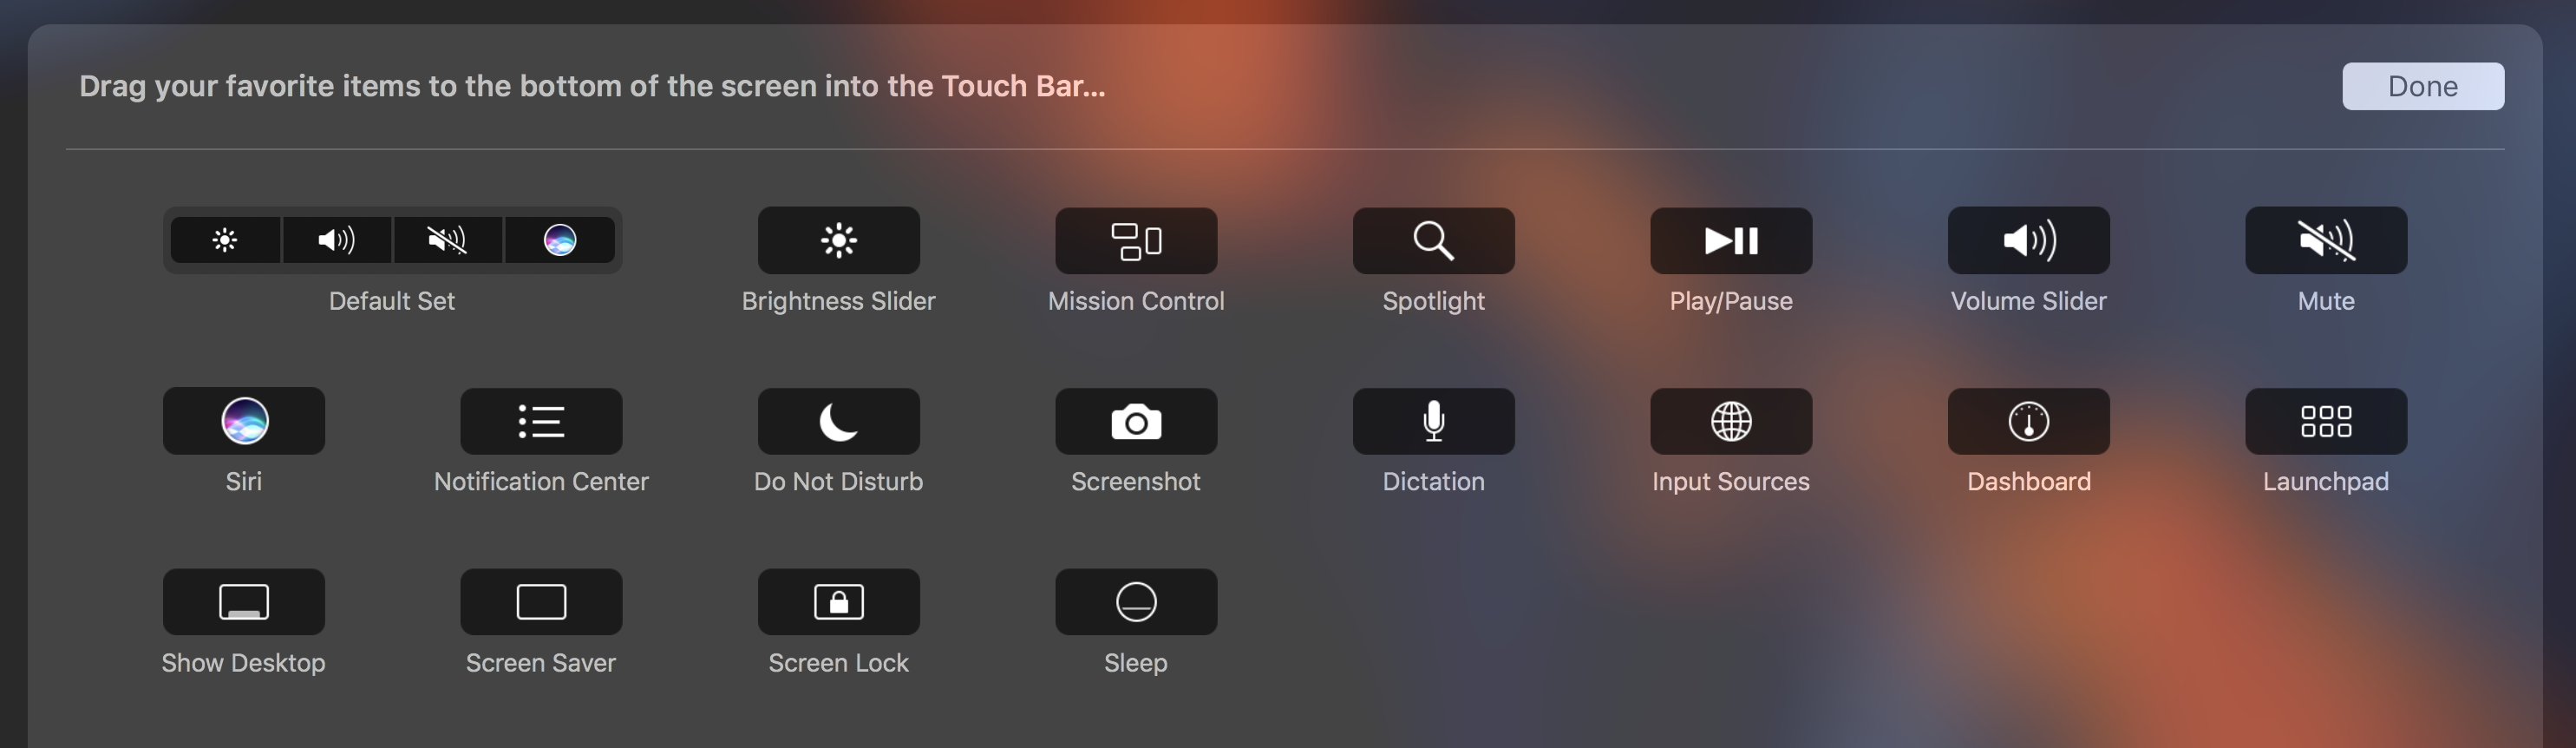 Drag your favorite items to the bottom of the screen into the Touch Bar...
Done
Default Set
Brightness Slider
Mission Control
Spotlight
Play/Pause
Volume Slider
Mute
Siri
Notification Center
Do Not Disturb
Screenshot
Dictation
Input Sources
Dashboard
Launchpad
Show Desktop
Screen Saver
Screen Lock
Sleep